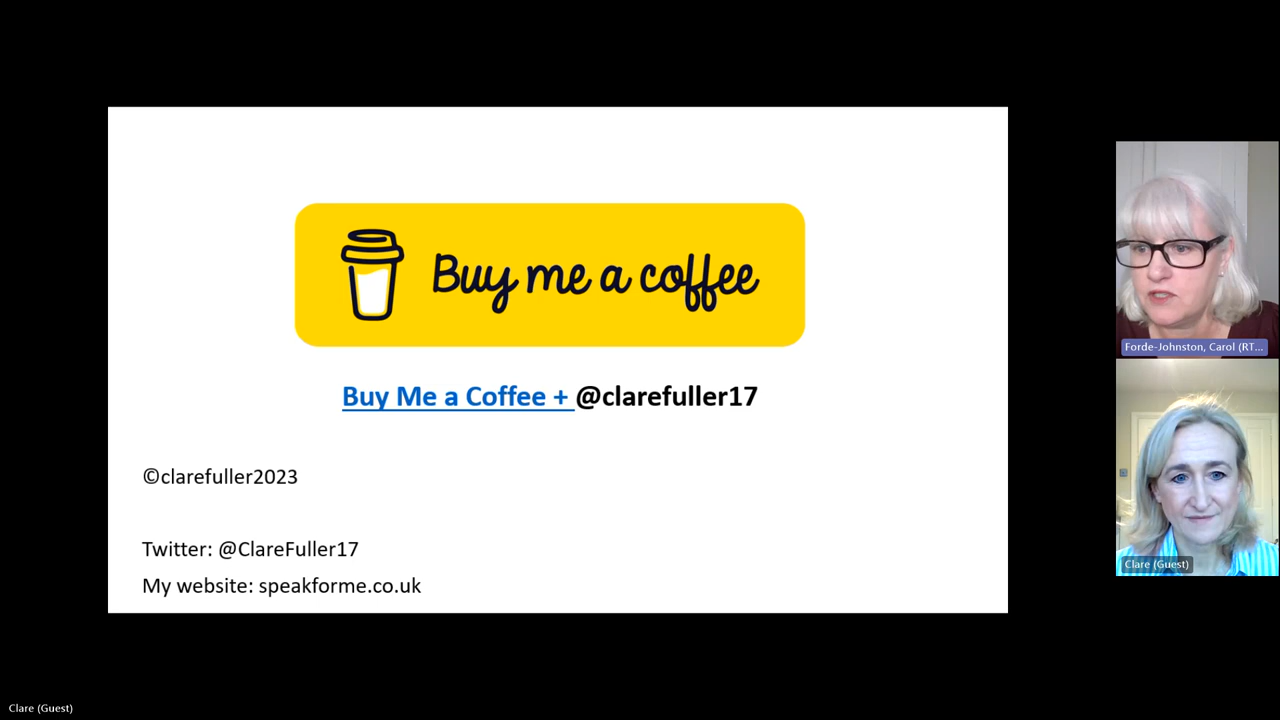 Buy me a coffee
Buy Me a Coffee + @clarefuller17
©clarefuller2023
Twitter: @ClareFuller17
My website: speakforme.co.uk
Forde-Johnston, Carol (RT...
Clare (Guest)
Clare (Guest)